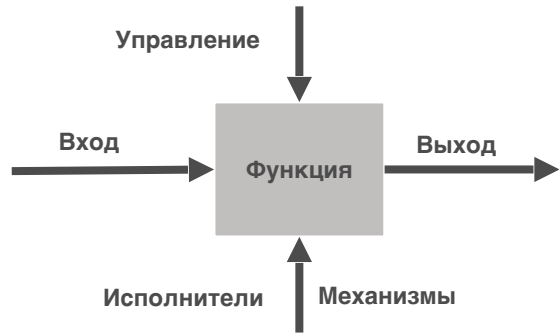 Управление
Вход
Функция
Выход
Исполнители
Механизмы